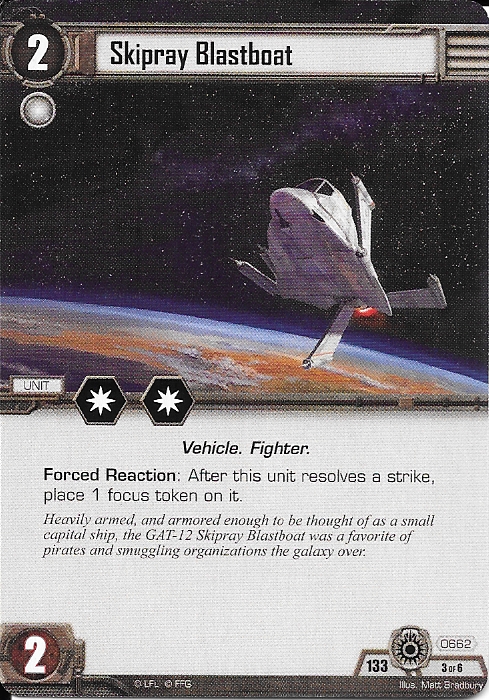 2
Skipray Blastboat
UNIT
Vehicle. Fighter.
Forced Reaction: After this unit resolves a strike,
place 1 focus token on it.
Heavily armed, and armored enough to be thought of as a small
capital ship, the GAT-12 Skipray Blastboat was a favorite of
pirates and smuggling organizations the galaxy over.
2
133
0662
3 OF 6
© LFL © FFG
Illus. Matt Bradbury